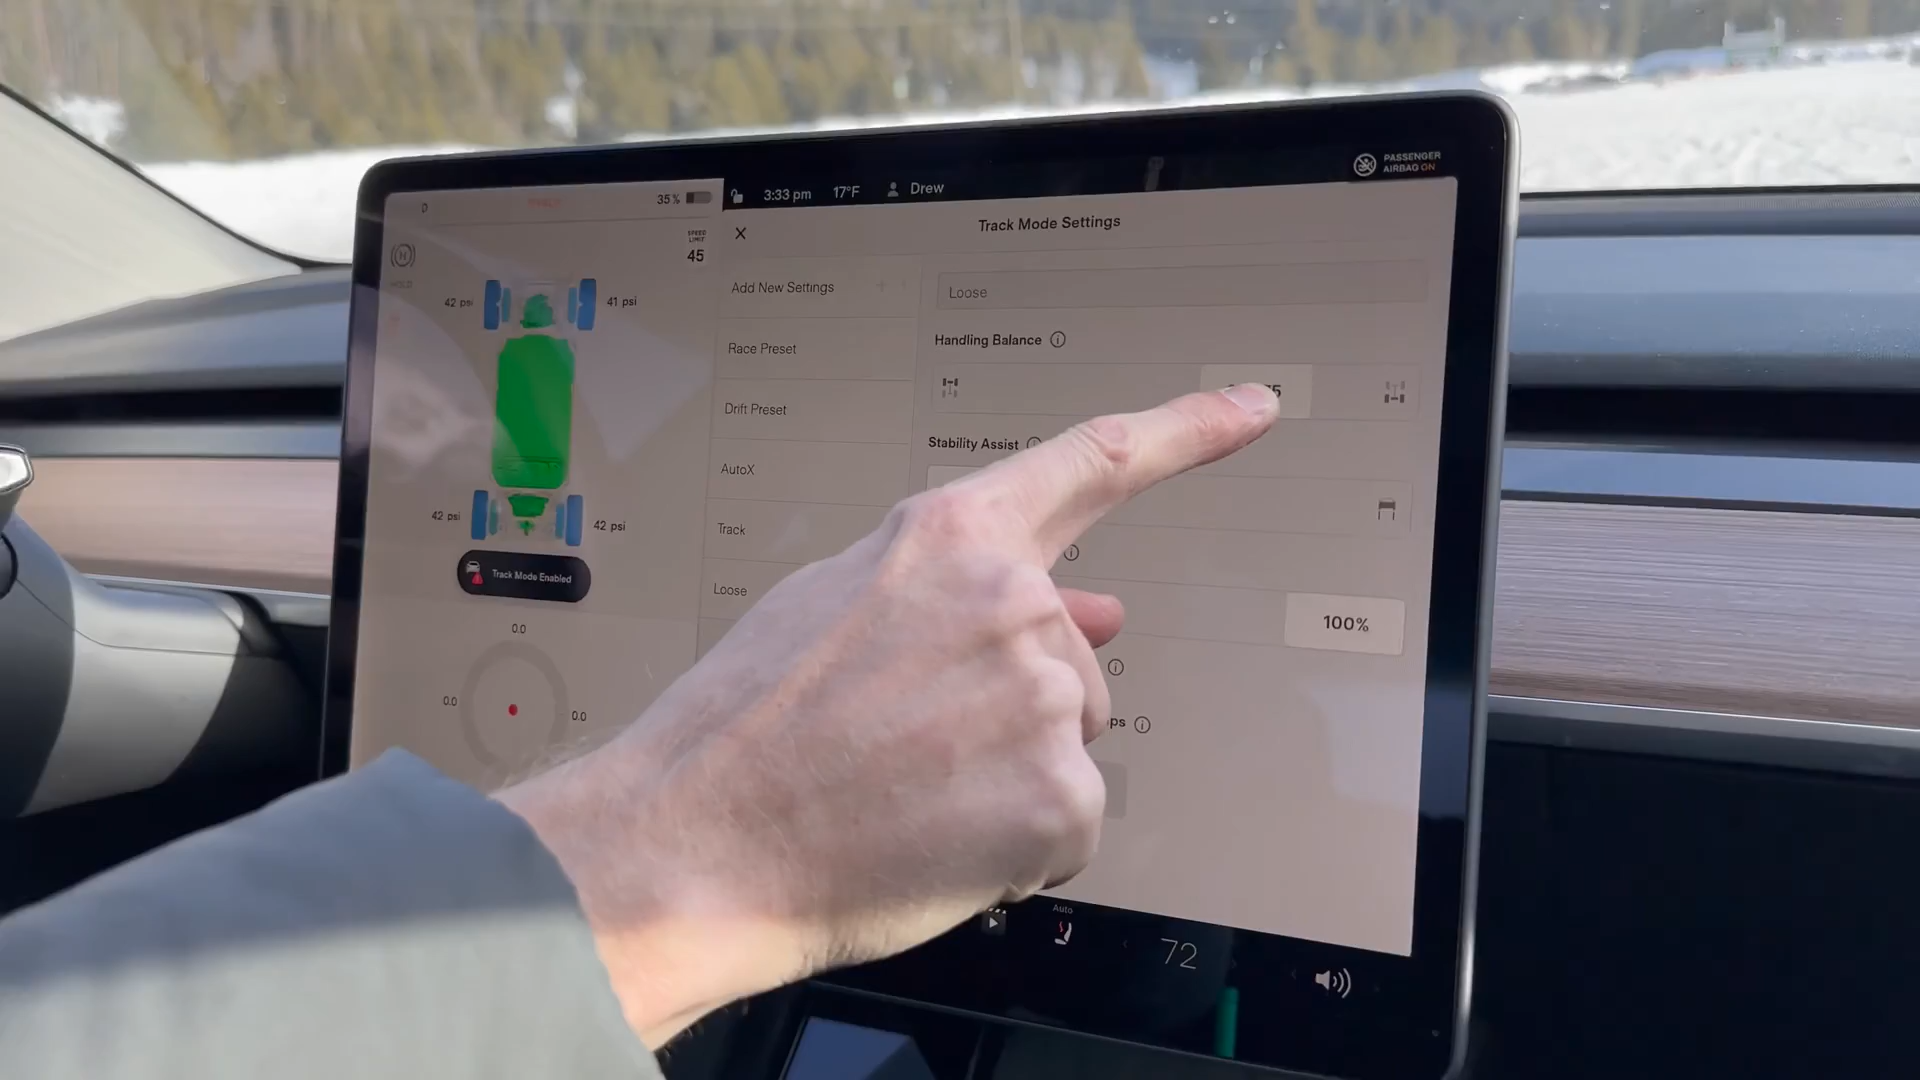 PASSENGER
AIRBAG ON
D
35%
3:33 pm
17°F
Drew
SPEED
LIMIT
45
HOLD
Track Mode Settings
X
42 psi
41 psi
Add New Settings
Loose
Race Preset
Handling Balance
Drift Preset
AutoX
Stability Assist
42 psi
42 psi
Track
Track Mode Enabled
Loose
100%
0.0
0.0
0.0
Auto
72